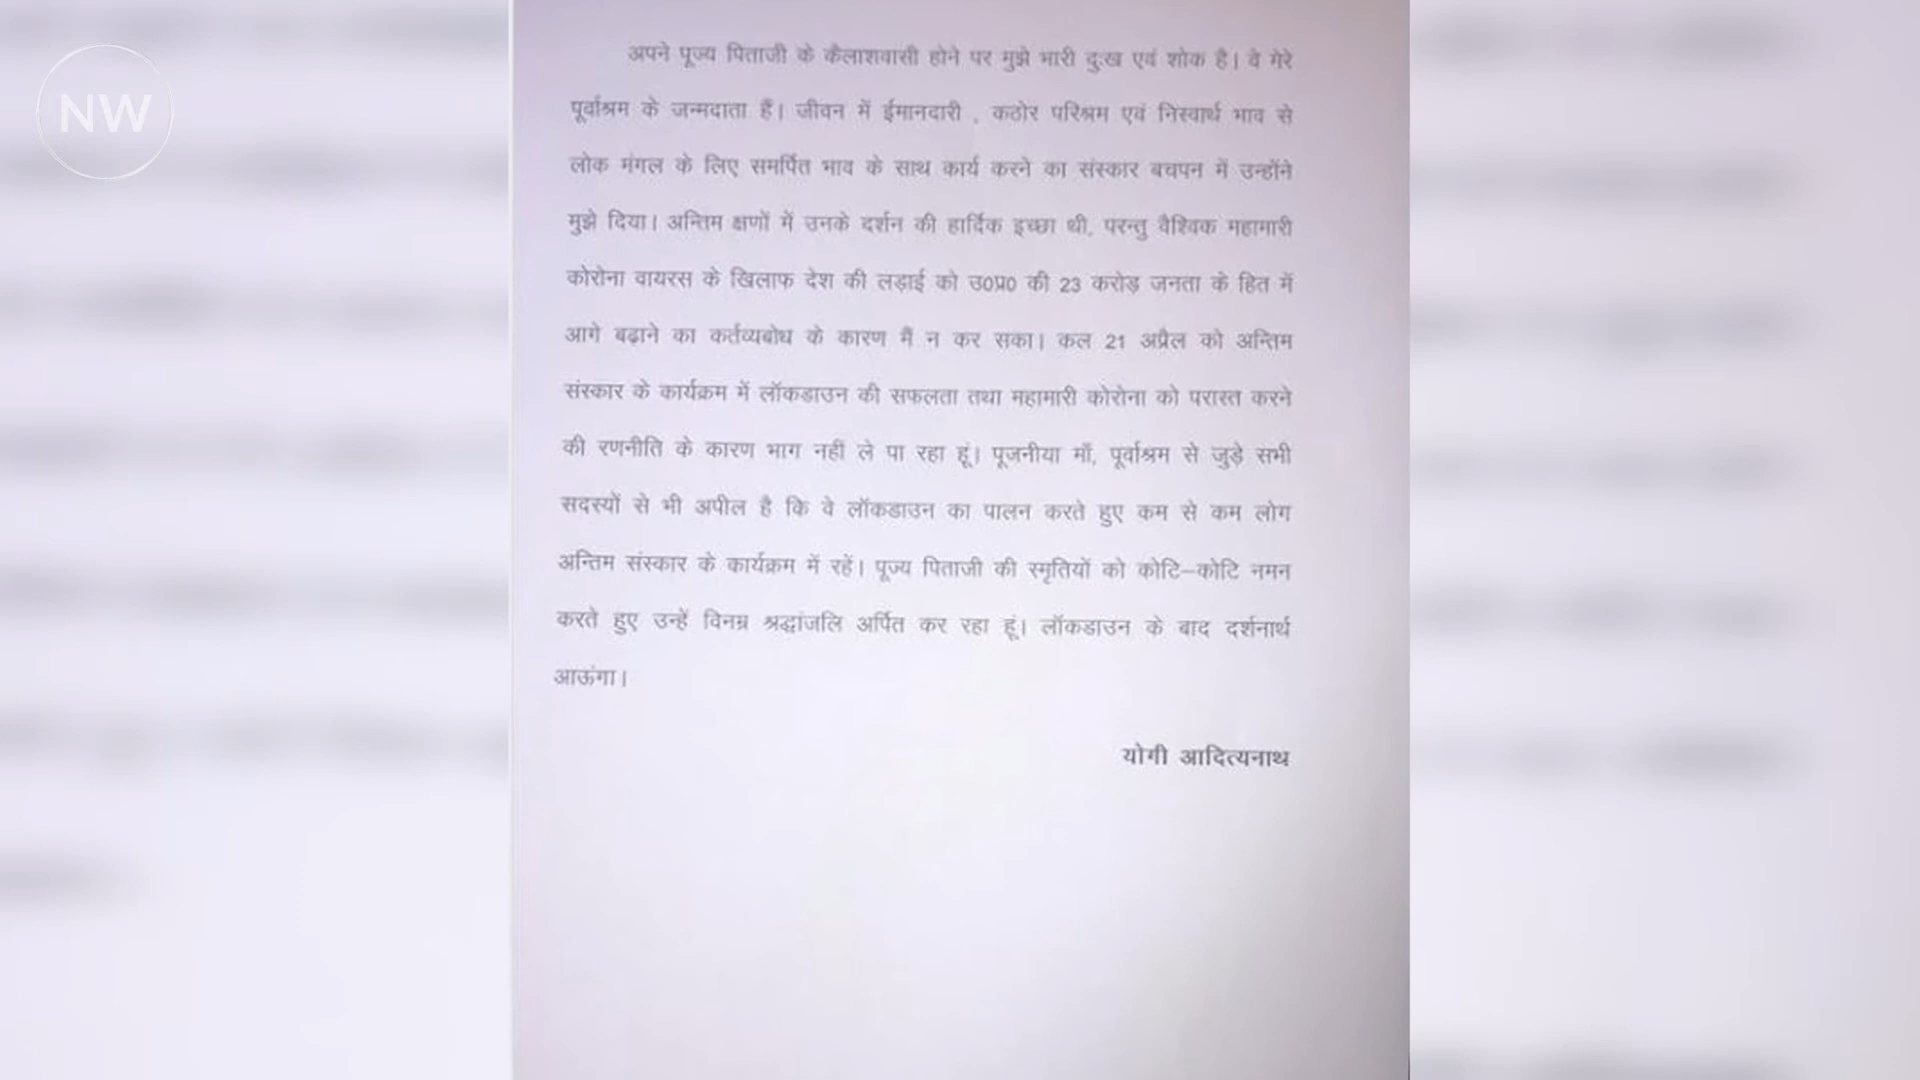 NW
अपने पूज्य पिताजी के कैलाशवासी होने पर मुझे भारी दुःख एवं शोक है। वे मेरे
पूर्वाश्रम के जन्मदाता हैं। जीवन में ईमानदारी , कठोर परिश्रम एवं निस्वार्थ भाव से
लोक मंगल के लिए समर्पित भाव के साथ कार्य करने का संस्कार बचपन में उन्होंने
मुझे दिया। अन्तिम क्षणों में उनके दर्शन की हार्दिक इच्छा थी, परन्तु वैश्विक महामारी
कोरोना वायरस के खिलाफ देश की लड़ाई को उ0प्र0 की 23 करोड़ जनता के हित में
आगे बढ़ाने का कर्तव्यबोध के कारण मैं न कर सका। कल 21 अप्रैल को अन्तिम
संस्कार के कार्यक्रम में लॉकडाउन की सफलता तथा महामारी कोरोना को परास्त करने
की रणनीति के कारण भाग नहीं ले पा रहा हूं। पूजनीया माँ, पूर्वाश्रम से जुड़े सभी
सदस्यों से भी अपील है कि वे लॉकडाउन का पालन करते हुए कम से कम लोग
अन्तिम संस्कार के कार्यक्रम में रहें। पूज्य पिताजी की स्मृतियों को कोटि–कोटि नमन
करते हुए उन्हें विनम्र श्रद्धांजलि अर्पित कर रहा हूं। लॉकडाउन के बाद दर्शनार्थ
आऊंगा।
योगी आदित्यनाथ